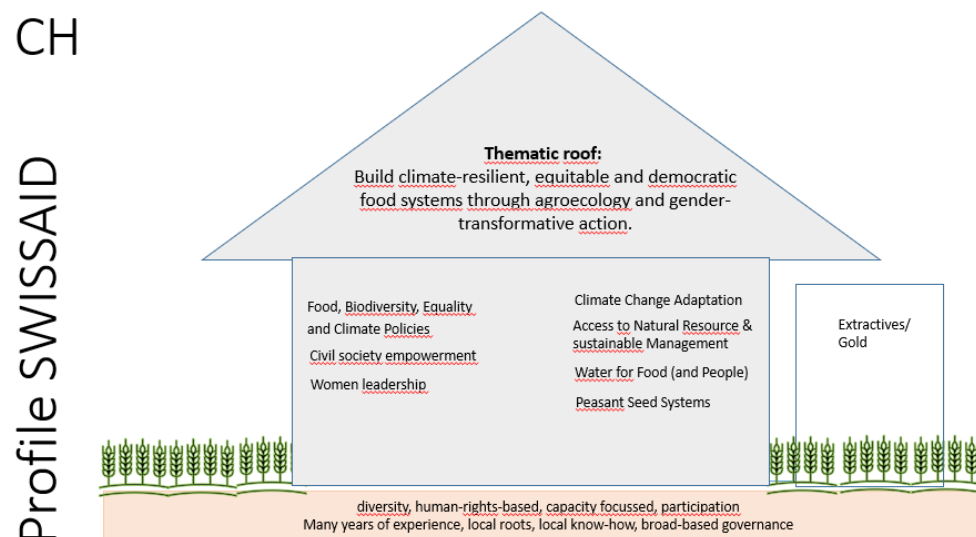 CH
Profile SWISSAID
Thematic roof:
Build climate-resilient, equitable and democratic
food systems through agroecology and gender-
transformative action.
Food, Biodiversity, Equality
and Climate Policies
Civil society empowerment
Women leadership
Climate Change Adaptation
Access to Natural Resource &
sustainable Management
Water for Food (and People)
Peasant Seed Systems
Extractives/
Gold
diversity, human-rights-based, capacity focussed, participation
Many years of experience, local roots, local know-how, broad-based governance